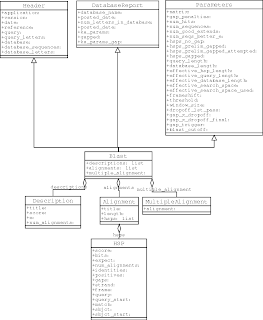 Header
+application:
+version:
+date:
+reference:
+query:
+query_letters:
+database:
+database_sequences:
+database_letters:
DatabaseReport
+database_name:
+posted_date:
+num_letters_in_database:
+posted_date:
+ka_params:
+gapped:
+ka_params_gap:
Parameters
+matrix:
+gap_penalties:
+num_hits:
+num_sequences:
+num_good_extends:
+num_seqs_better_e:
+hsps_no_gap:
+hsps_prelim_gapped:
+hsps_prelim_gapped_attempted:
+hsps_gapped:
+query_length:
+database_length:
+effective_hsp_length:
+effective_query_length:
+effective_database_length:
+effective_search_space:
+effective_search_space_used:
+frameshift:
+threshold:
+window_size:
+dropoff_1st_pass:
+gap_x_dropoff:
+gap_x_dropoff_final:
+gap_trigger:
+blast_cutoff:
Blast
+descriptions: list
+alignments: list
+multiple_alignment:
description
alignments
multiple_alignment
Description
+title:
+score:
+e:
+num_alignments:
Alignment
+title:
+length:
+hsps: list
MultipleAlignment
+alignment:
hsps
HSP
+score:
+bits:
+expect:
+num_alignments:
+identities:
+positives:
+gaps:
+strand:
+frame:
+query:
+query_start:
+match:
+sbjct:
+sbjct_start: